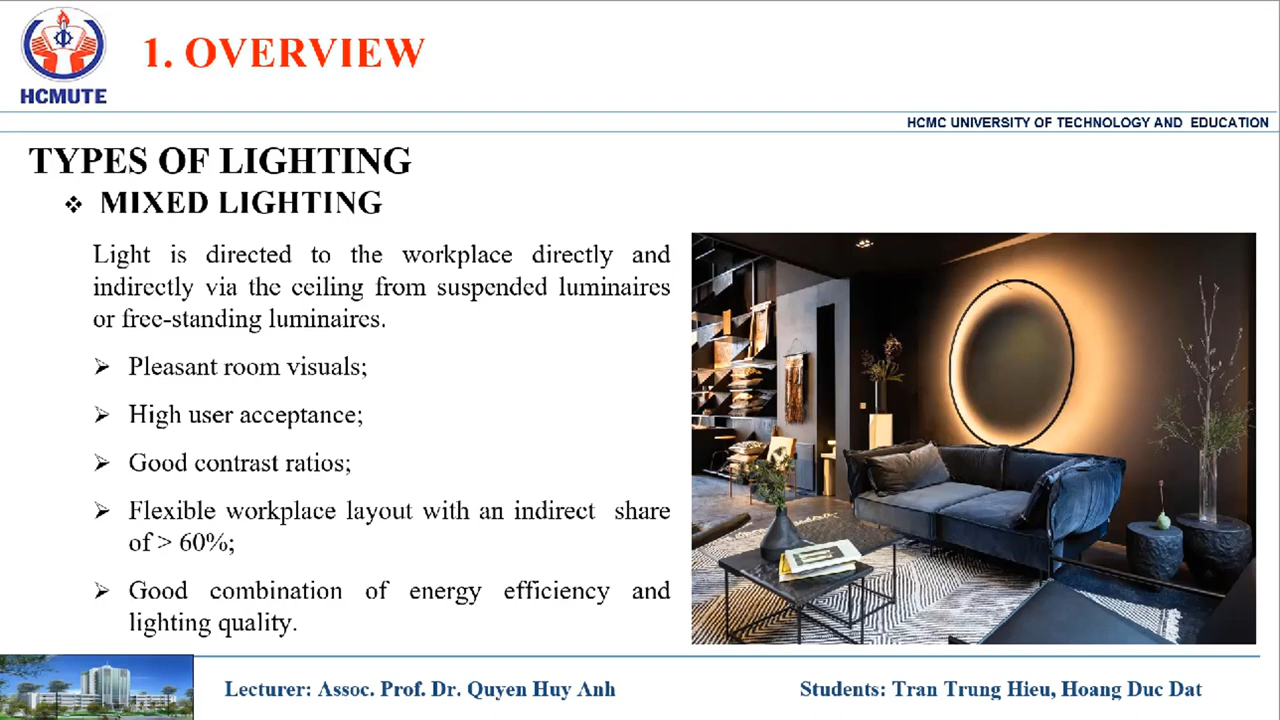 1. OVERVIEW
HCMUTE
HCMC UNIVERSITY OF TECHNOLOGY AND EDUCATION
TYPES OF LIGHTING
❖ MIXED LIGHTING
Light is directed to the workplace directly and
indirectly via the ceiling from suspended luminaires
or free-standing luminaires.
➢ Pleasant room visuals;
➢ High user acceptance;
➢ Good contrast ratios;
➢ Flexible workplace layout with an indirect share
of > 60%;
➢ Good combination of energy efficiency and
lighting quality.
Lecturer: Assoc. Prof. Dr. Quyen Huy Anh
Students: Tran Trung Hieu, Hoang Duc Dat